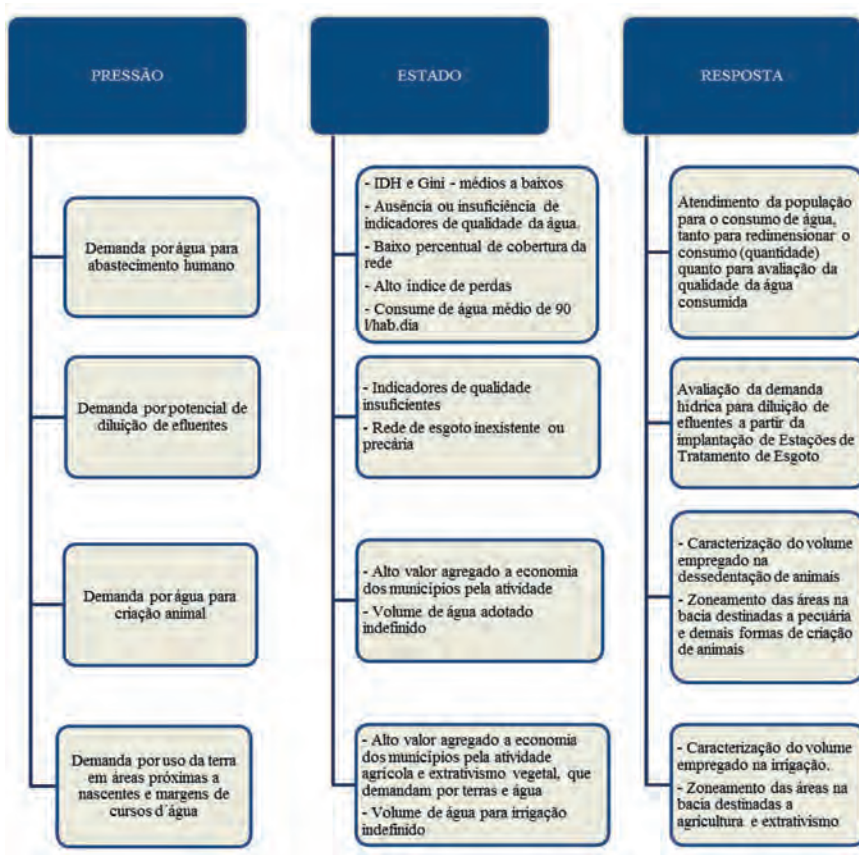 PRESSÃO
Demanda por água para
abastecimento humano
Demanda por potencial de
diluição de efluentes
Demanda por água para
criação animal
Demanda por uso da terra
em áreas próximas a
nascentes e margens de
cursos d´água
ESTADO
- IDH e Gini - médios a baixos
- Ausência ou insuficiência de
indicadores de qualidade da água.
- Baixo percentual de cobertura da
rede
- Alto índice de perdas
- Consume de água médio de 90
l/hab.dia
- Indicadores de qualidade
insuficientes
- Rede de esgoto inexistente ou
precária
- Alto valor agregado a economia
dos municípios pela atividade
- Volume de água adotado
indefinido
- Alto valor agregado a economia
dos municípios pela atividade
agrícola e extrativismo vegetal, que
demandam por terras e água
- Volume de água para irrigação
indefinido
RESPOSTA
Atendimento da população
para o consumo de água,
tanto para redimensionar o
consumo (quantidade)
quanto para avaliação da
qualidade da água
consumida
Avaliação da demanda
hídrica para diluição de
efluentes a partir da
implantação de Estações de
Tratamento de Esgoto
- Caracterização do volume
empregado na
dessedentação de animais
- Zoneamento das áreas na
bacia destinadas a pecuária
e demais formas de criação
de animais
- Caracterização do volume
empregado na irrigação.
- Zoneamento das áreas na
bacia destinadas a
agricultura e extrativismo